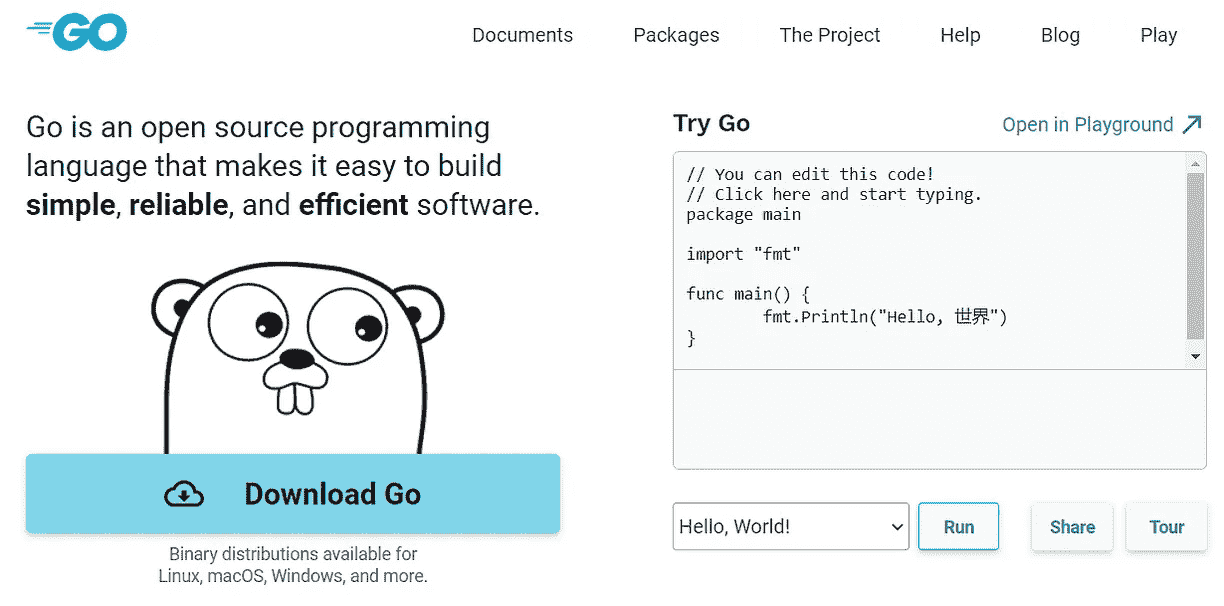 GO
Documents Packages The Project Help Blog Play
Go is an open source programming
language that makes it easy to build
simple, reliable, and efficient software.
Download Go
Binary distributions available for
Linux, macOS, Windows, and more.
Try Go Open in Playground
// You can edit this code!
// Click here and start typing.
package main
import "fmt"
func main() {
	fmt.Println("Hello, 世界")
}
Hello, World! Run Share Tour